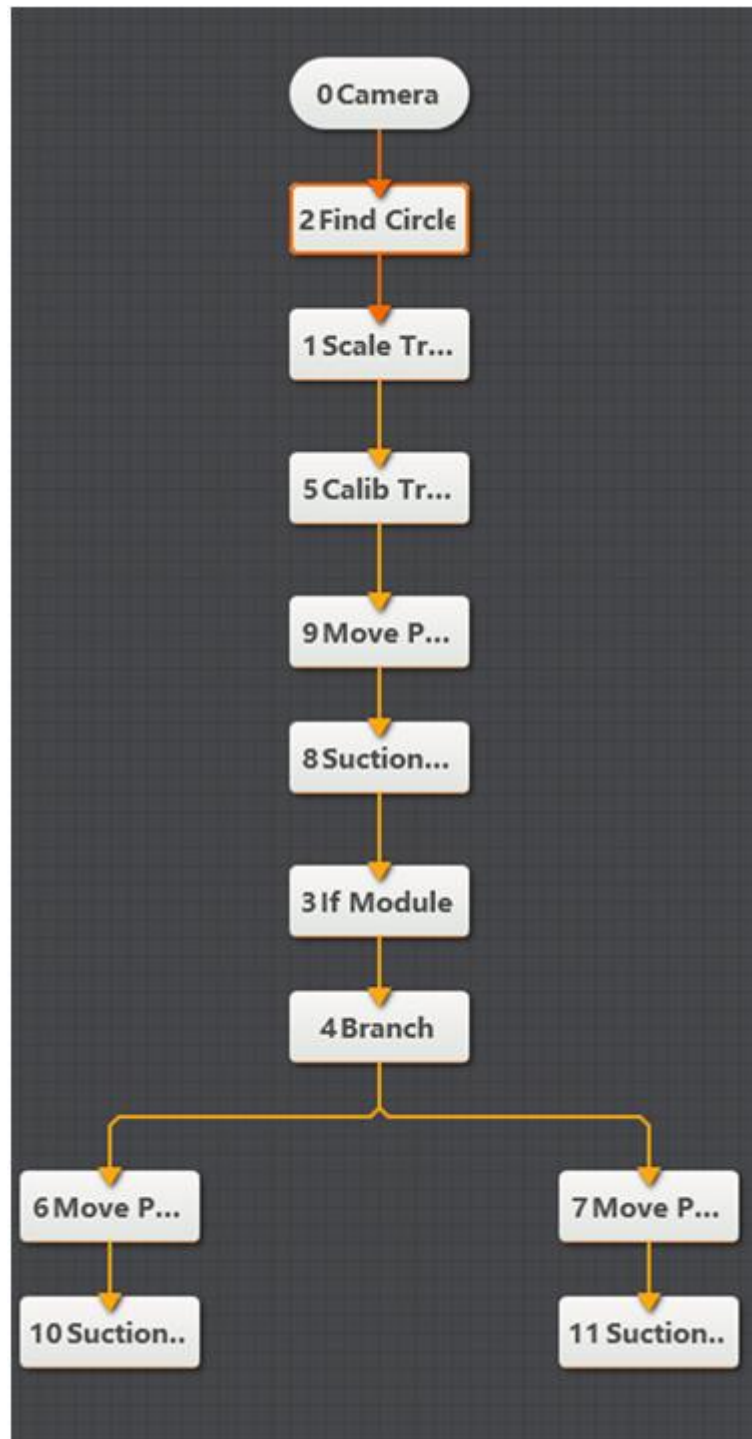 0 Camera
2 Find Circle
1 Scale Tr...
5 Calib Tr...
9 Move P...
8 Suction...
3 If Module
4 Branch
6 Move P...
7 Move P...
10 Suction..
11 Suction..